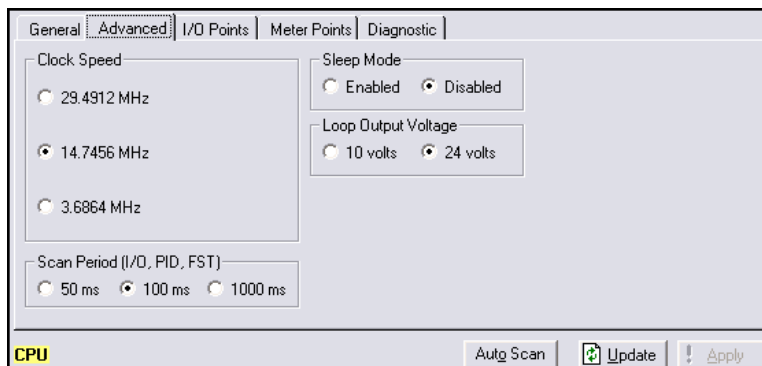 General Advanced I/O Points Meter Points Diagnostic
Clock Speed
29.4912 MHz
14.7456 MHz
3.6864 MHz
Sleep Mode
Enabled Disabled
Loop Output Voltage
10 volts 24 volts
Scan Period (I/O, PID, FST)
50 ms 100 ms 1000 ms
CPU Auto Scan Update ! Apply